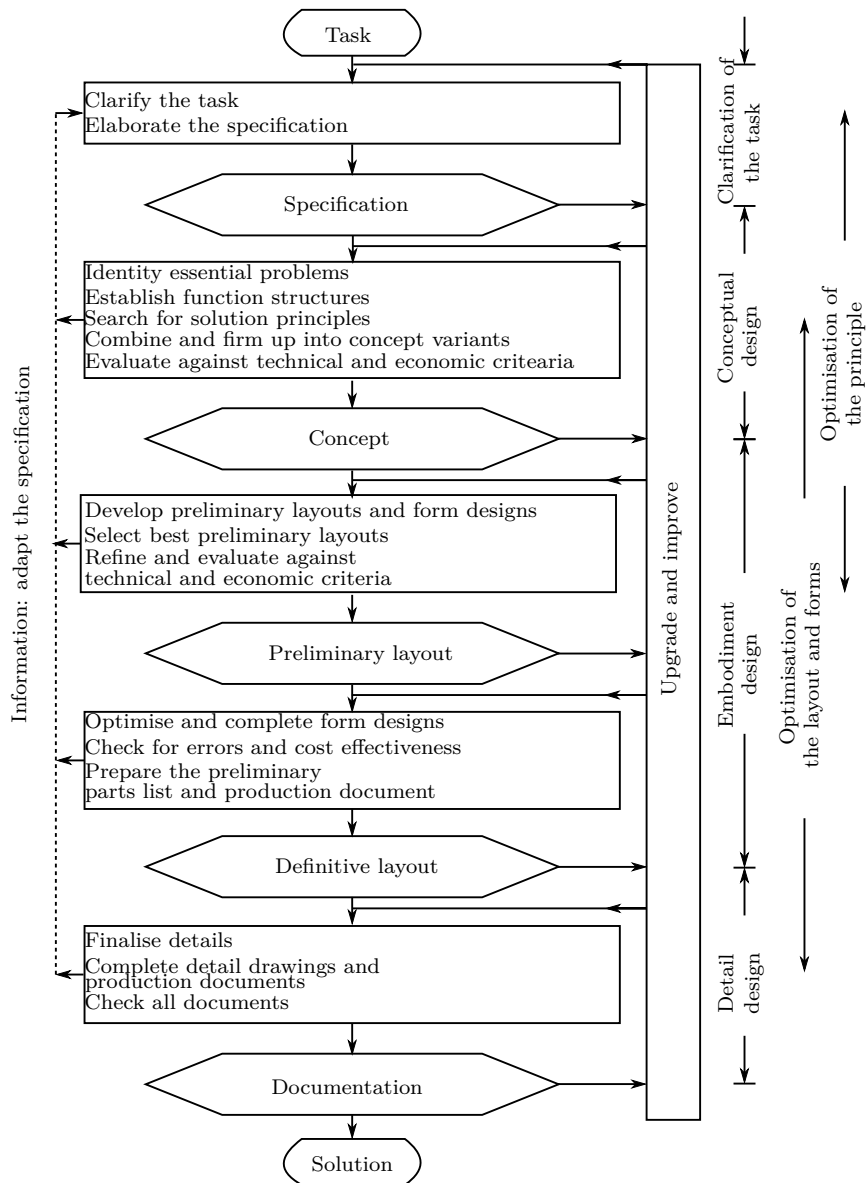 Task
Clarify the task
Elaborate the specification
Specification
Identity essential problems
Establish function structures
Search for solution principles
Combine and firm up into concept variants
Evaluate against technical and economic critearia
Concept
Develop preliminary layouts and form designs
Select best preliminary layouts
Refine and evaluate against
technical and economic criteria
Preliminary layout
Optimise and complete form designs
Check for errors and cost effectiveness
Prepare the preliminary
parts list and production document
Definitive layout
Finalise details
Complete detail drawings and
production documents
Check all documents
Documentation
Solution
Information: adapt the specification
Upgrade and improve
Clarification of
the task
Conceptual
design
Embodiment
design
Detail
design
Optimisation of
the layout and forms
Optimisation of
the principle